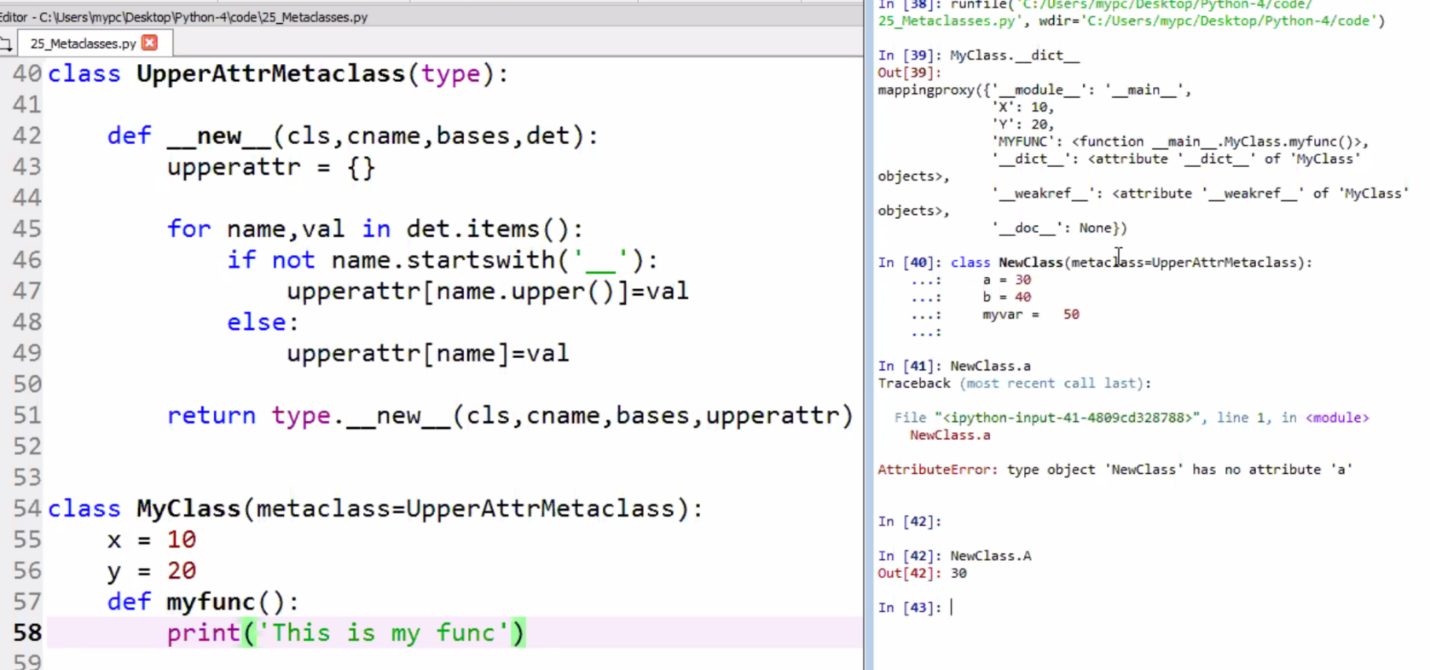 Editor - C:\Users\mypc\Desktop\Python-4\code\25_Metaclasses.py
25_Metaclasses.py
40 class UpperAttrMetaclass(type):
41
42 def __new__(cls,cname,bases,det):
43 upperattr = {}
44
45 for name,val in det.items():
46 if not name.startswith('__'):
47 upperattr[name.upper()]=val
48 else:
49 upperattr[name]=val
50
51 return type.__new__(cls,cname,bases,upperattr)
52
53
54 class MyClass(metaclass=UpperAttrMetaclass):
55 x = 10
56 y = 20
57 def myfunc():
58 print('This is my func')
59
In [38]: runfile('C:/Users/mypc/Desktop/Python-4/code/
25_Metaclasses.py', wdir='C:/Users/mypc/Desktop/Python-4/code')
In [39]: MyClass.__dict__
Out[39]:
mappingproxy({'__module__': '__main__',
'X': 10,
'Y': 20,
'MYFUNC': <function __main__.MyClass.myfunc()>,
'__dict__': <attribute '__dict__' of 'MyClass'
objects>,
'__weakref__': <attribute '__weakref__' of 'MyClass'
objects>,
'__doc__': None})
In [40]: class NewClass(metaclass=UpperAttrMetaclass):
...: a = 30
...: b = 40
...: myvar = 50
...:
In [41]: NewClass.a
Traceback (most recent call last):
File "<ipython-input-41-4809cd328788>", line 1, in <module>
NewClass.a
AttributeError: type object 'NewClass' has no attribute 'a'
In [42]:
In [42]: NewClass.A
Out[42]: 30
In [43]: